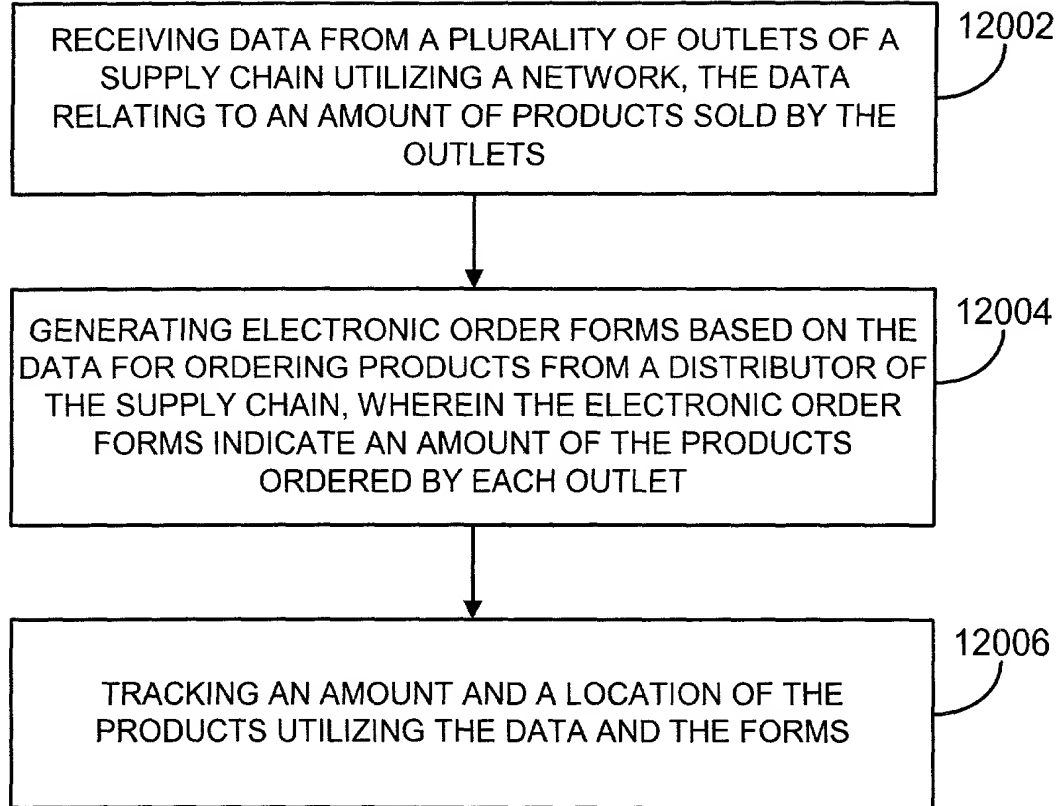 RECEIVING DATA FROM A PLURALITY OF OUTLETS OF A
SUPPLY CHAIN UTILIZING A NETWORK, THE DATA
RELATING TO AN AMOUNT OF PRODUCTS SOLD BY THE
OUTLETS
12002
GENERATING ELECTRONIC ORDER FORMS BASED ON THE
DATA FOR ORDERING PRODUCTS FROM A DISTRIBUTOR OF
THE SUPPLY CHAIN, WHEREIN THE ELECTRONIC ORDER
FORMS INDICATE AN AMOUNT OF THE PRODUCTS
ORDERED BY EACH OUTLET
12004
TRACKING AN AMOUNT AND A LOCATION OF THE
PRODUCTS UTILIZING THE DATA AND THE FORMS
12006